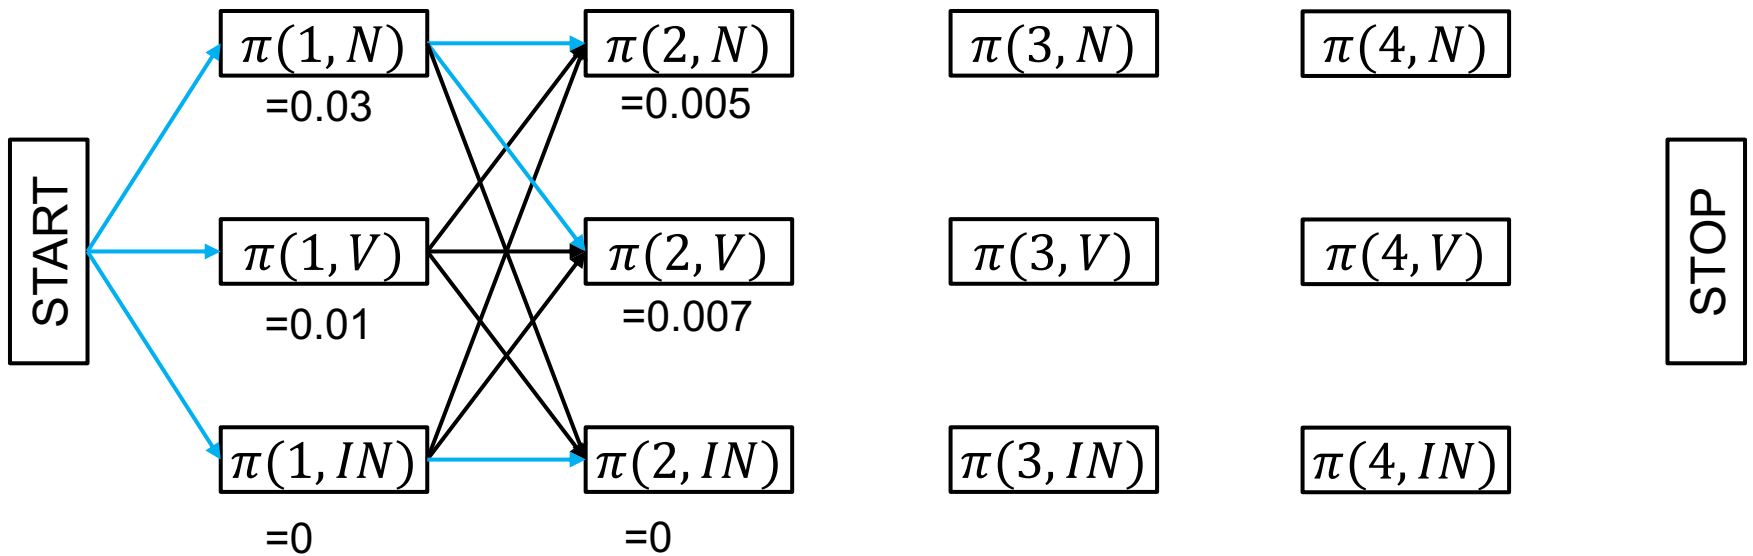 START
π(1, N)
=0.03
π(1, V)
=0.01
π(1, IN)
=0
π(2, N)
=0.005
π(2, V)
=0.007
π(2, IN)
=0
π(3, N)
π(3, V)
π(3, IN)
π(4, N)
π(4, V)
π(4, IN)
STOP